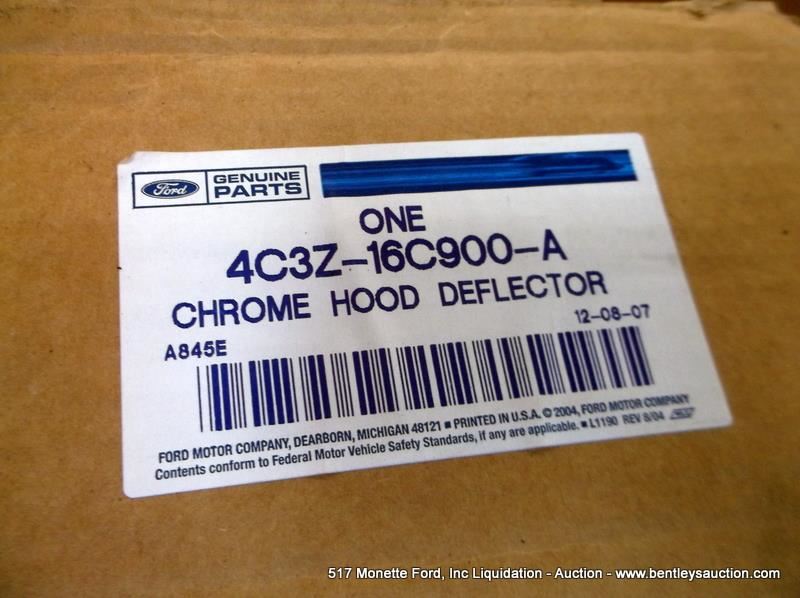 Ford GENUINE PARTS
ONE
4C3Z-16C900-A
CHROME HOOD DEFLECTOR
A845E 12-08-07
FORD MOTOR COMPANY, DEARBORN, MICHIGAN 48121 ■ PRINTED IN U.S.A. © 2004, FORD MOTOR COMPANY
Contents conform to Federal Motor Vehicle Safety Standards, if any are applicable. ■ L1190 REV 8/04
517 Monette Ford, Inc Liquidation - Auction - www.bentleysauction.com